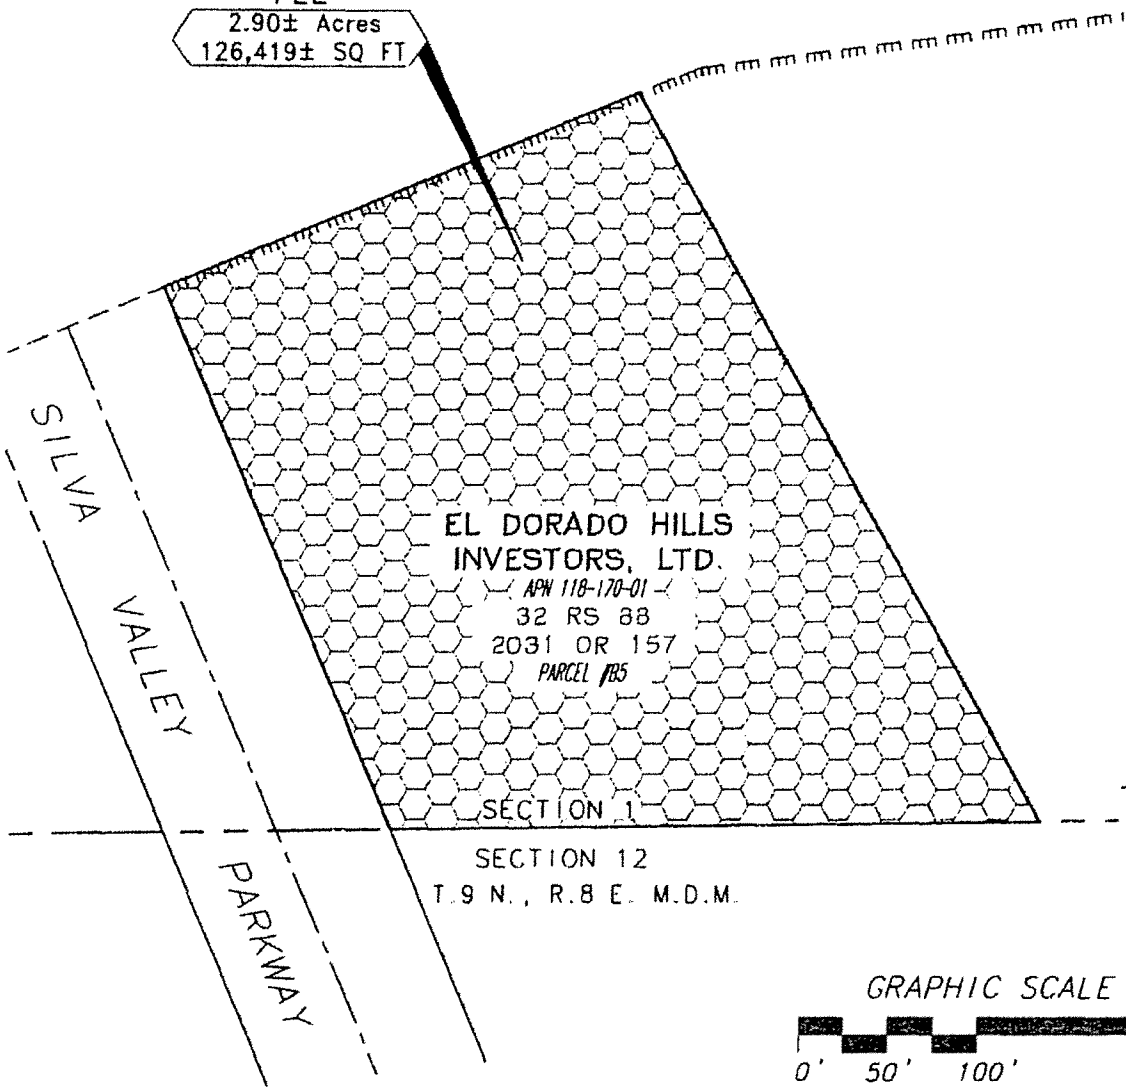 2.90± Acres
126,419± SQ FT
SILVA VALLEY PARKWAY
EL DORADO HILLS
INVESTORS, LTD.
APN 118-170-01
32 RS 88
2031 OR 157
PARCEL #B5
SECTION 1
SECTION 12
T.9 N., R.8 E. M.D.M.
GRAPHIC SCALE
0' 50' 100'